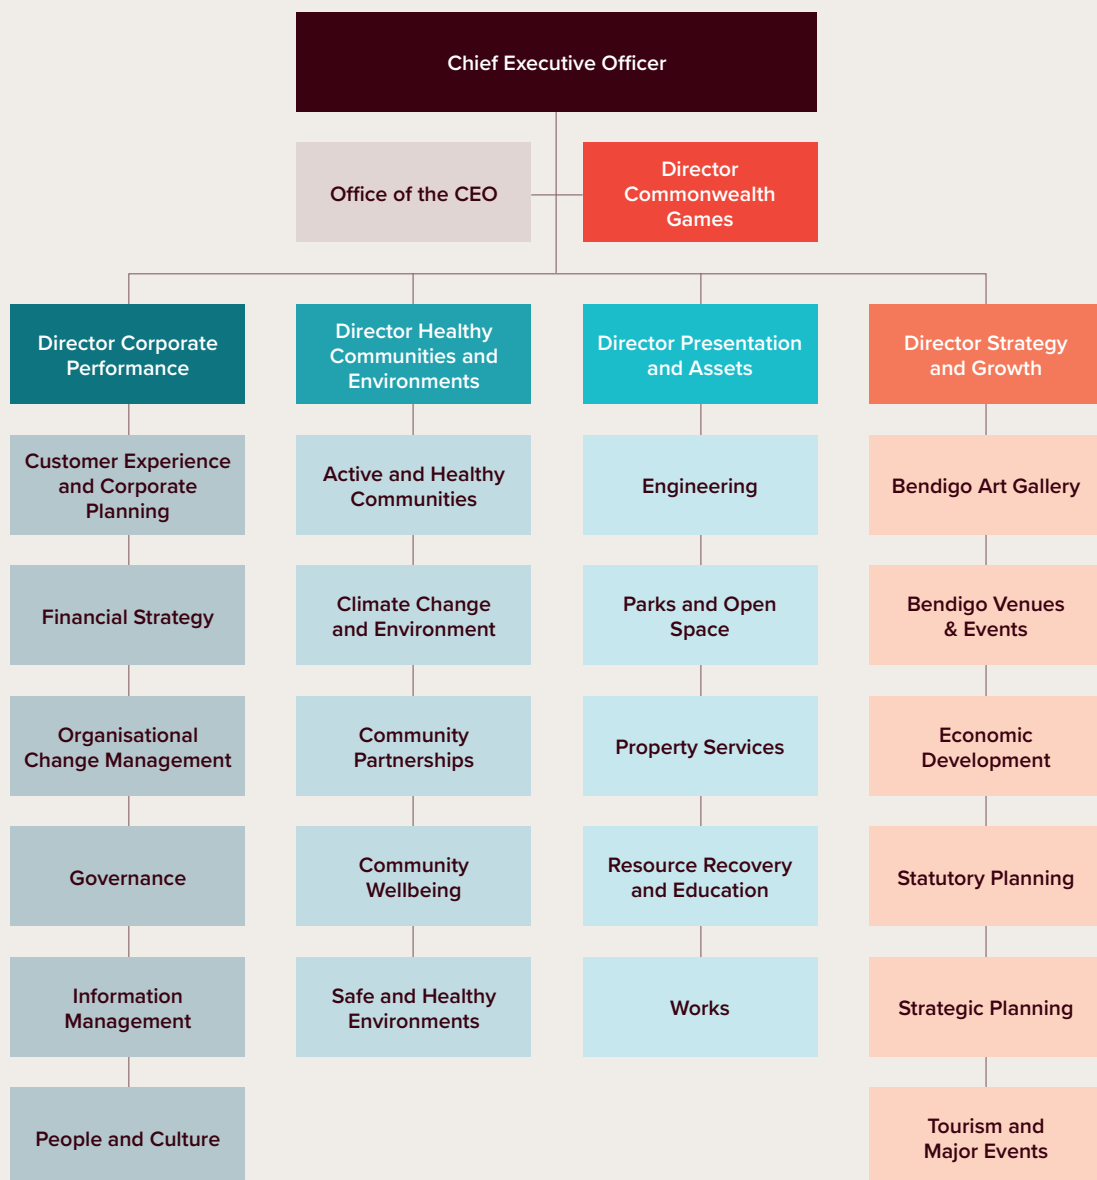 Chief Executive Officer
Office of the CEO
Director
Commonwealth
Games
Director Corporate
Performance
Customer Experience
and Corporate
Planning
Financial Strategy
Organisational
Change Management
Governance
Information
Management
People and Culture
Director Healthy
Communities and
Environments
Active and Healthy
Communities
Climate Change
and Environment
Community
Partnerships
Community
Wellbeing
Safe and Healthy
Environments
Director Presentation
and Assets
Engineering
Parks and Open
Space
Property Services
Resource Recovery
and Education
Works
Director Strategy
and Growth
Bendigo Art Gallery
Bendigo Venues
& Events
Economic
Development
Statutory Planning
Strategic Planning
Tourism and
Major Events